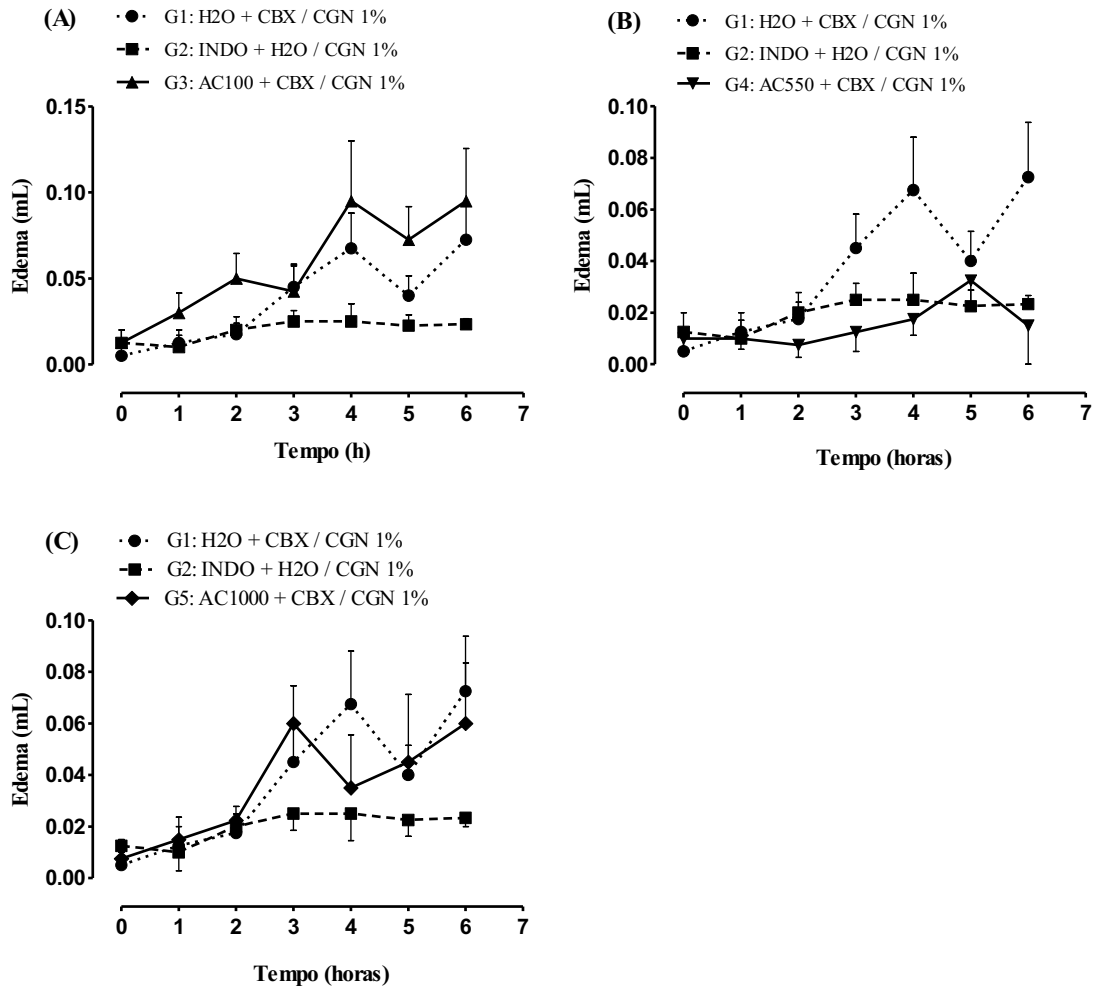 (A)
G1: H2O + CBX / CGN 1%
G2: INDO + H2O / CGN 1%
G3: AC100 + CBX / CGN 1%
0.15
0.10
0.05
0.00
Edema (mL)
0 1 2 3 4 5 6 7
Tempo (h)
(B)
G1: H2O + CBX / CGN 1%
G2: INDO + H2O / CGN 1%
G4: AC550 + CBX / CGN 1%
0.10
0.08
0.06
0.04
0.02
0.00
Edema (mL)
0 1 2 3 4 5 6 7
Tempo (horas)
(C)
G1: H2O + CBX / CGN 1%
G2: INDO + H2O / CGN 1%
G5: AC1000 + CBX / CGN 1%
0.10
0.08
0.06
0.04
0.02
0.00
Edema (mL)
0 1 2 3 4 5 6 7
Tempo (horas)